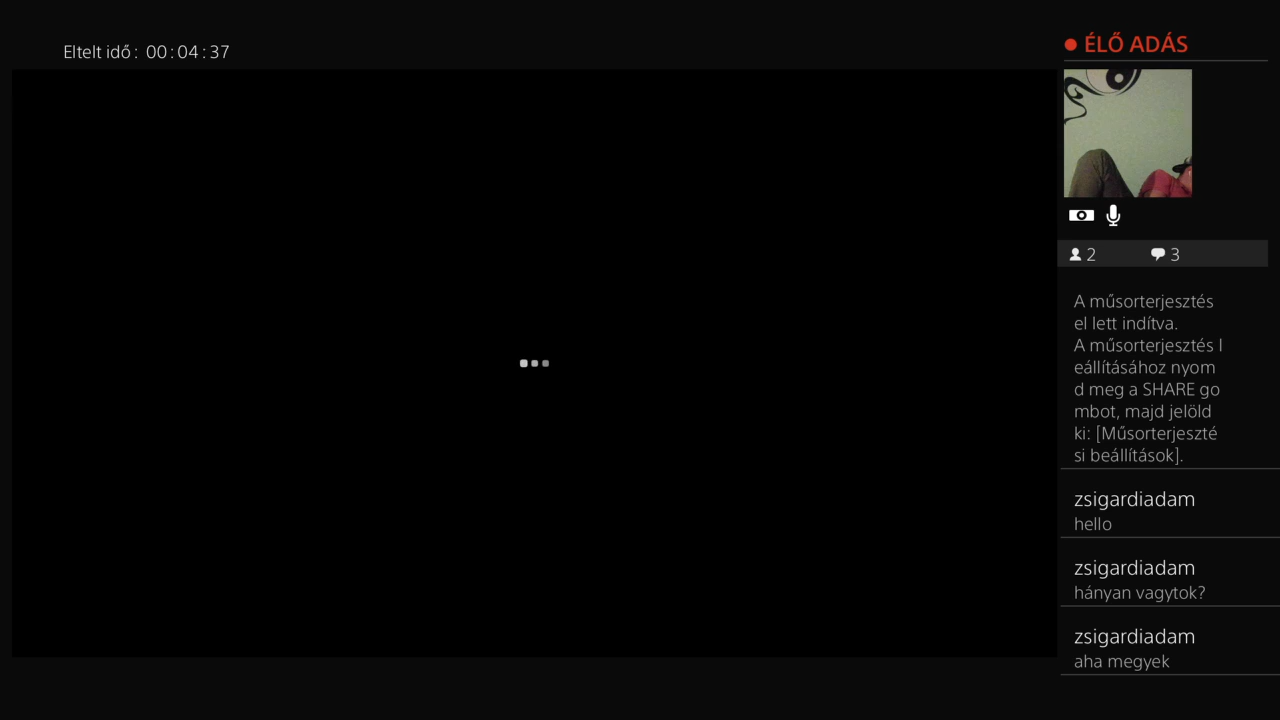 Eltelt idő : 00 : 04 : 37
ÉLŐ ADÁS
2 3
A műsorterjesztés
el lett indítva.
A műsorterjesztés l
eállításához nyom
d meg a SHARE go
mbot, majd jelöld
ki: [Műsorterjeszté
si beállítások].
zsigardiadam
hello
zsigardiadam
hányan vagytok?
zsigardiadam
aha megyek